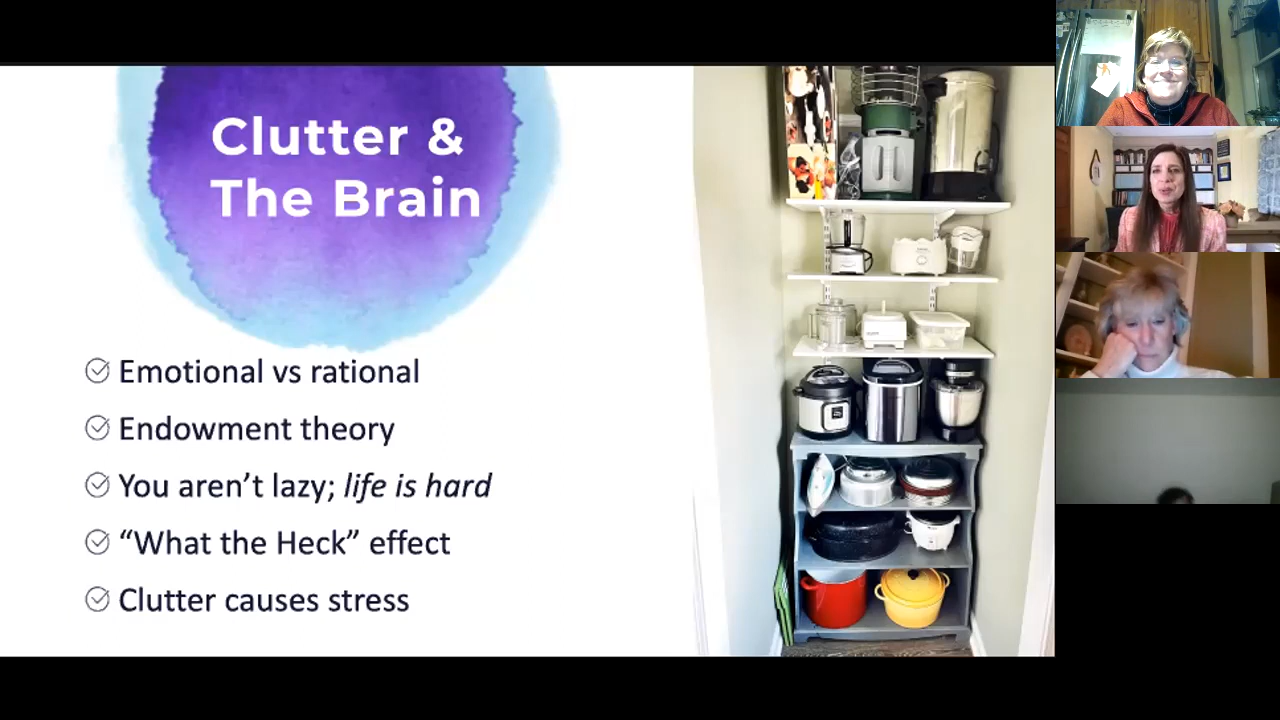 Clutter &
The Brain
Emotional vs rational
Endowment theory
You aren’t lazy; life is hard
“What the Heck” effect
Clutter causes stress